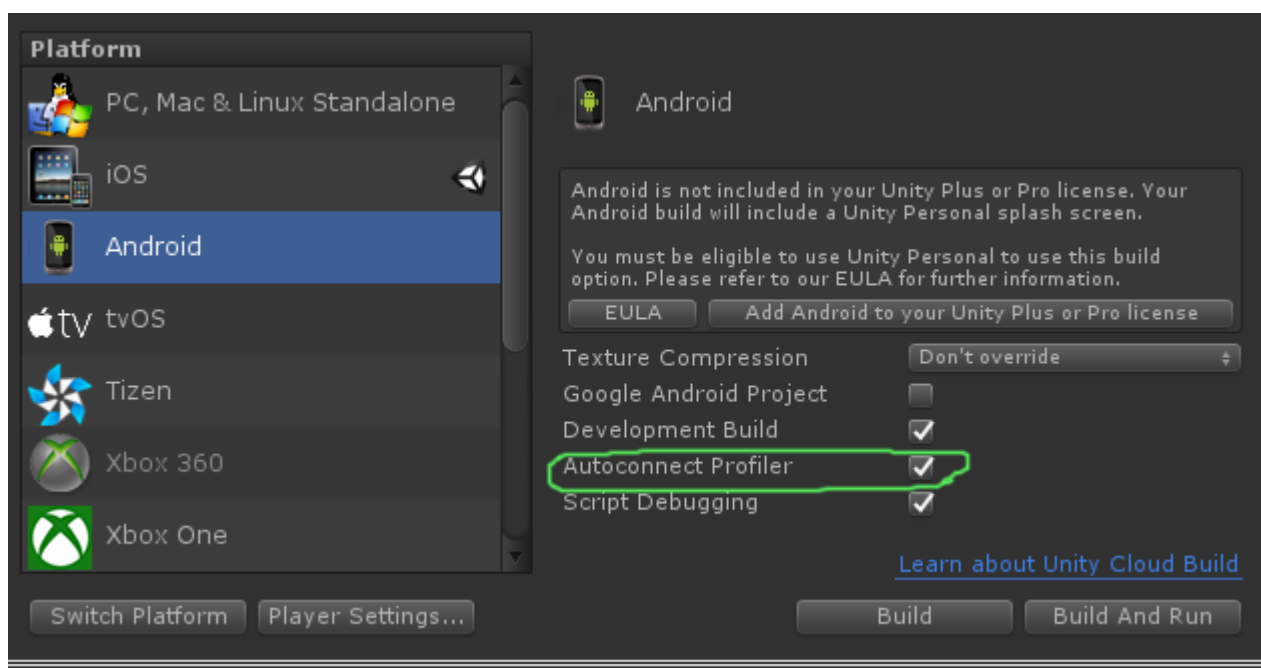 Platform
PC, Mac & Linux Standalone
iOS
Android
tv tvOS
Tizen
Xbox 360
Xbox One
Switch Platform
Player Settings...
Android
Android is not included in your Unity Plus or Pro license. Your
Android build will include a Unity Personal splash screen.
You must be eligible to use Unity Personal to use this build
option. Please refer to our EULA for further information.
EULA
Add Android to your Unity Plus or Pro license
Texture Compression Don't override
Google Android Project
Development Build
Autoconnect Profiler
Script Debugging
Learn about Unity Cloud Build
Build
Build And Run